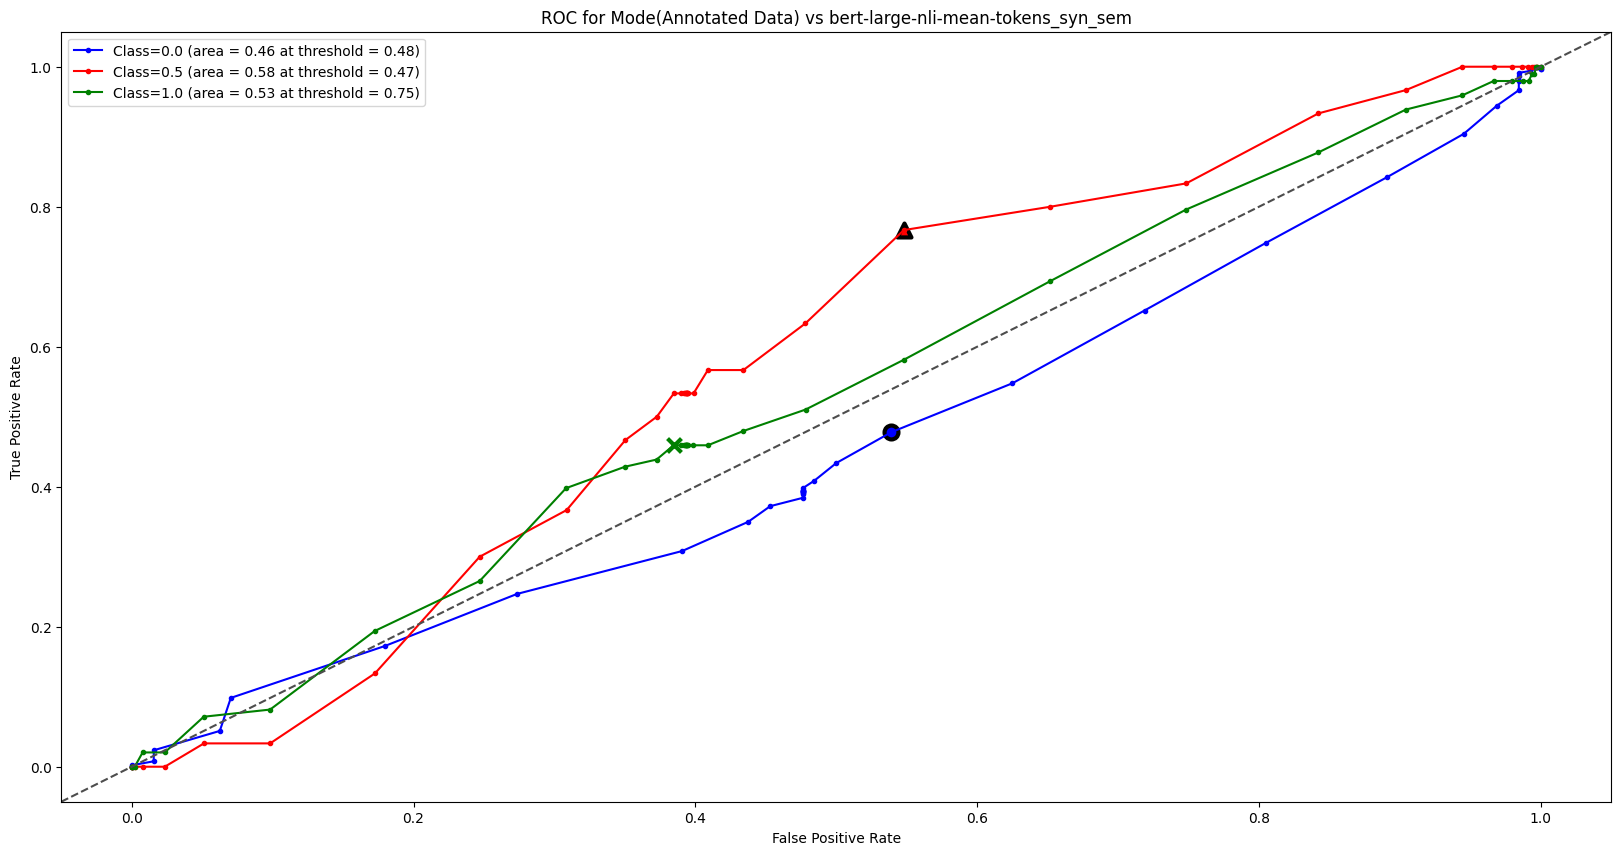 ROC for Mode(Annotated Data) vs bert-large-nli-mean-tokens_syn_sem
Class=0.0 (area = 0.46 at threshold = 0.48)
Class=0.5 (area = 0.58 at threshold = 0.47)
Class=1.0 (area = 0.53 at threshold = 0.75)
True Positive Rate
1.0
0.8
0.6
0.4
0.2
0.0
0.0 0.2 0.4 0.6 0.8 1.0
False Positive Rate